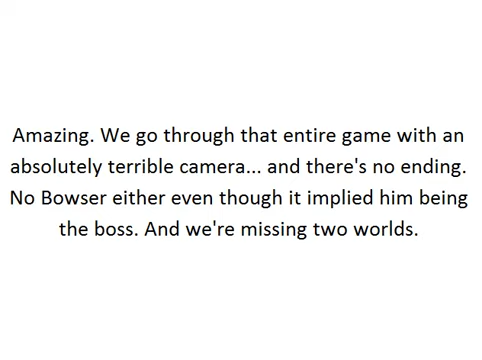 Amazing. We go through that entire game with an
absolutely terrible camera... and there's no ending.
No Bowser either even though it implied him being
the boss. And we're missing two worlds.